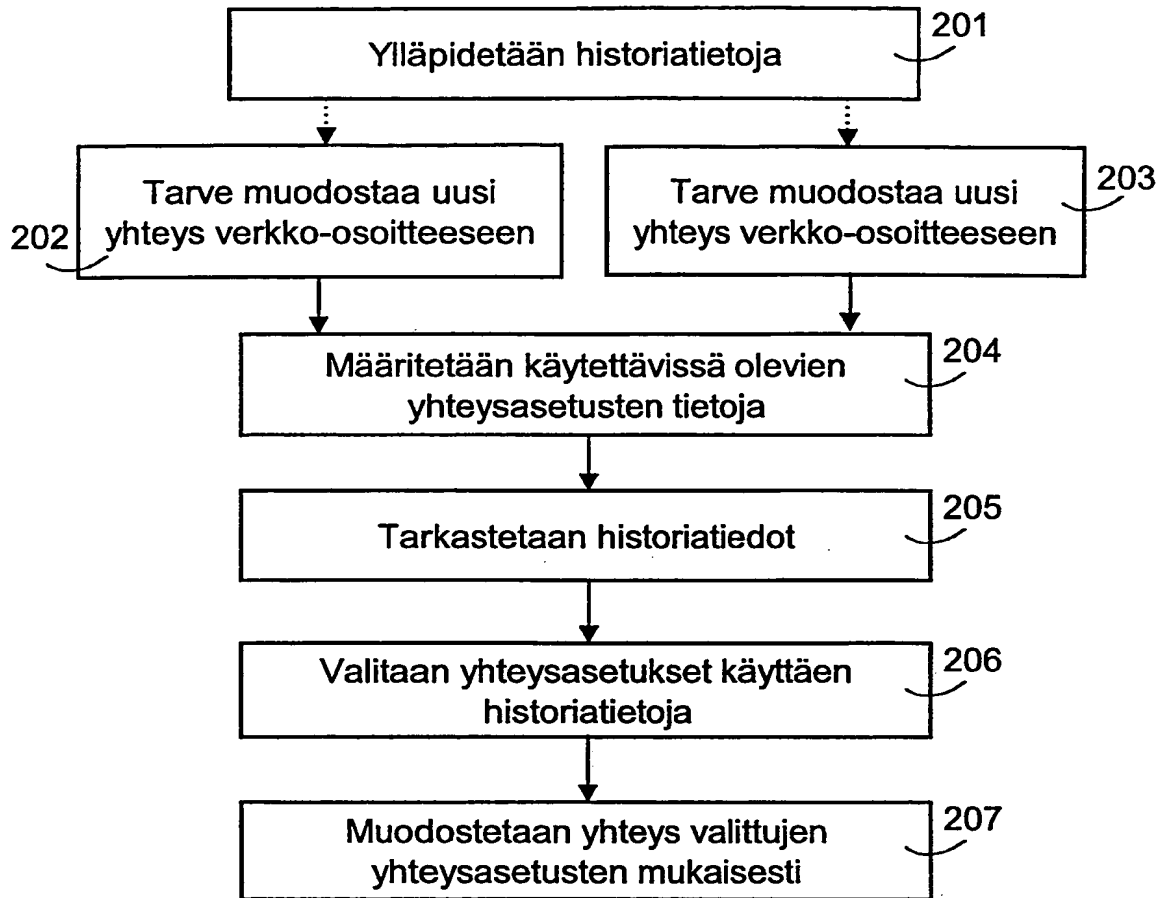 Ylläpidetään historiatietoja
201
Tarve muodostaa uusi
yhteys verkko-osoitteeseen
202
Tarve muodostaa uusi
yhteys verkko-osoitteeseen
203
Määritetään käytettävissä olevien
yhteysasetusten tietoja
204
Tarkastetaan historiatiedot
205
Valitaan yhteysasetukset käyttäen
historiatietoja
206
Muodostetaan yhteys valittujen
yhteysasetusten mukaisesti
207